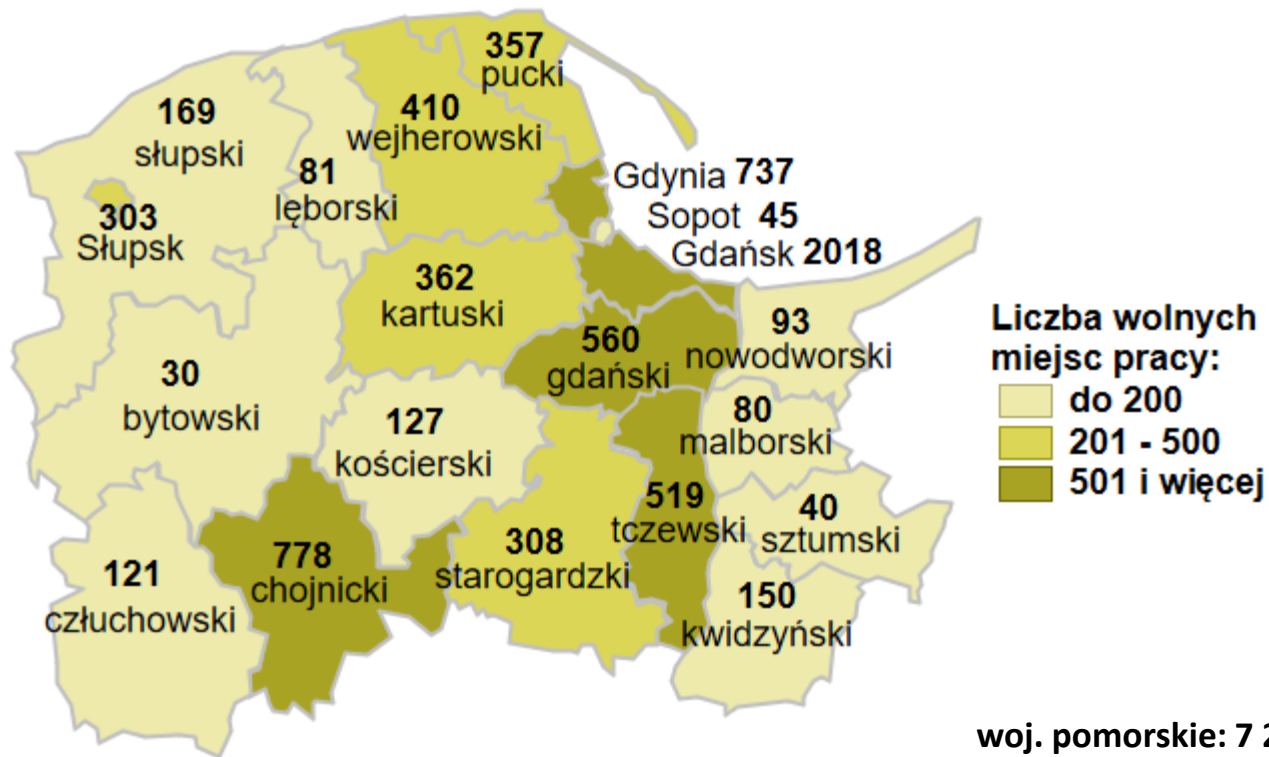 357
pucki
410
wejherowski
169
słupski
81
lęborski
303
Słupsk
Gdynia 737
Sopot 45
Gdańsk 2018
362
kartuski
560
gdański
93
nowodworski
30
bytowski
127
kościerski
80
malborski
519
tczewski
40
sztumski
308
starogardzki
778
chojnicki
121
człuchowski
150
kwidzyński
Liczba wolnych
miejsc pracy:
do 200
201 - 500
501 i więcej
woj. pomorskie: 7 2